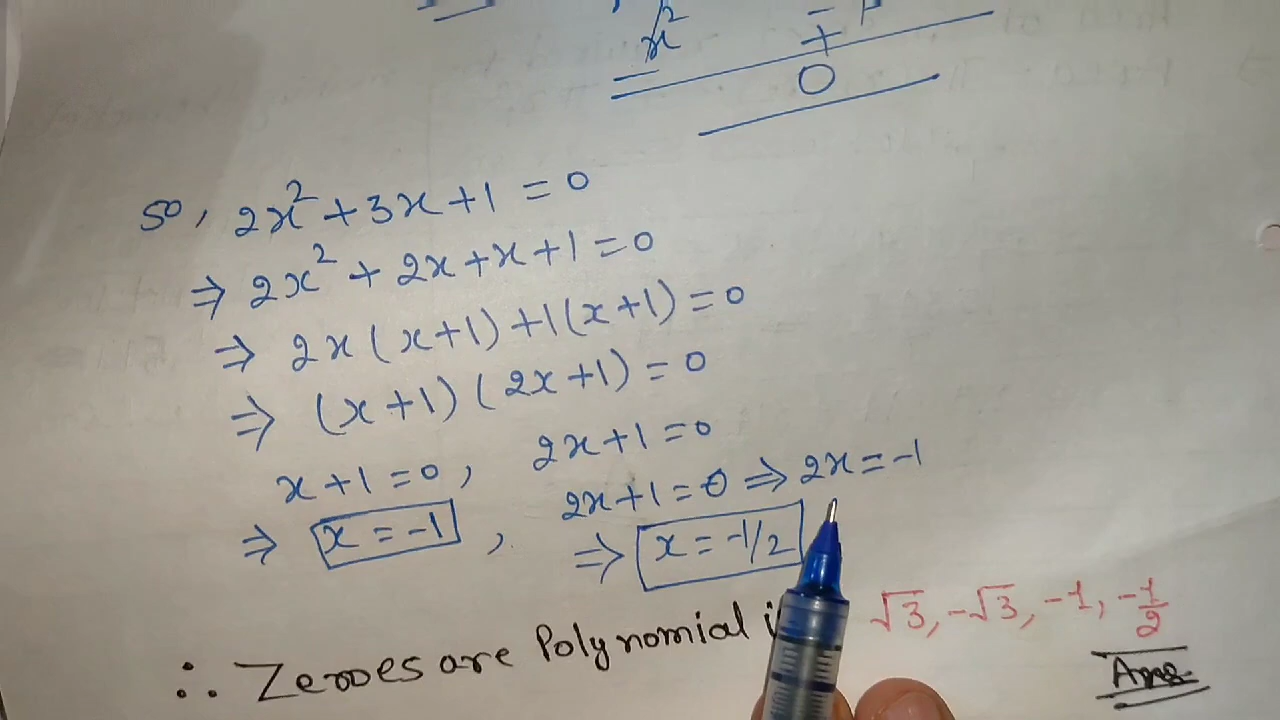 x²
- +
0
So, 2x² + 3x + 1 = 0
⇒ 2x² + 2x + x + 1 = 0
⇒ 2x(x+1) + 1(x+1) = 0
⇒ (x+1)(2x+1) = 0
x+1=0, 2x+1=0
2x+1=0 ⇒ 2x=-1
⇒ x = -1, ⇒ x = -1/2
∴ Zeroes are Polynomial √3, -√3, -1, -1/2
Ans